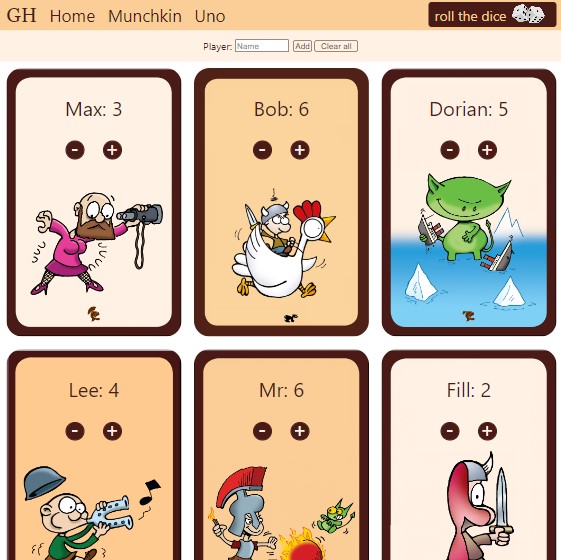 GH Home Munchkin Uno roll the dice
Player: Name Add Clear all
Max: 3 Bob: 6 Dorian: 5
- + - + - +
Lee: 4 Mr: 6 Fill: 2
- + - + - +